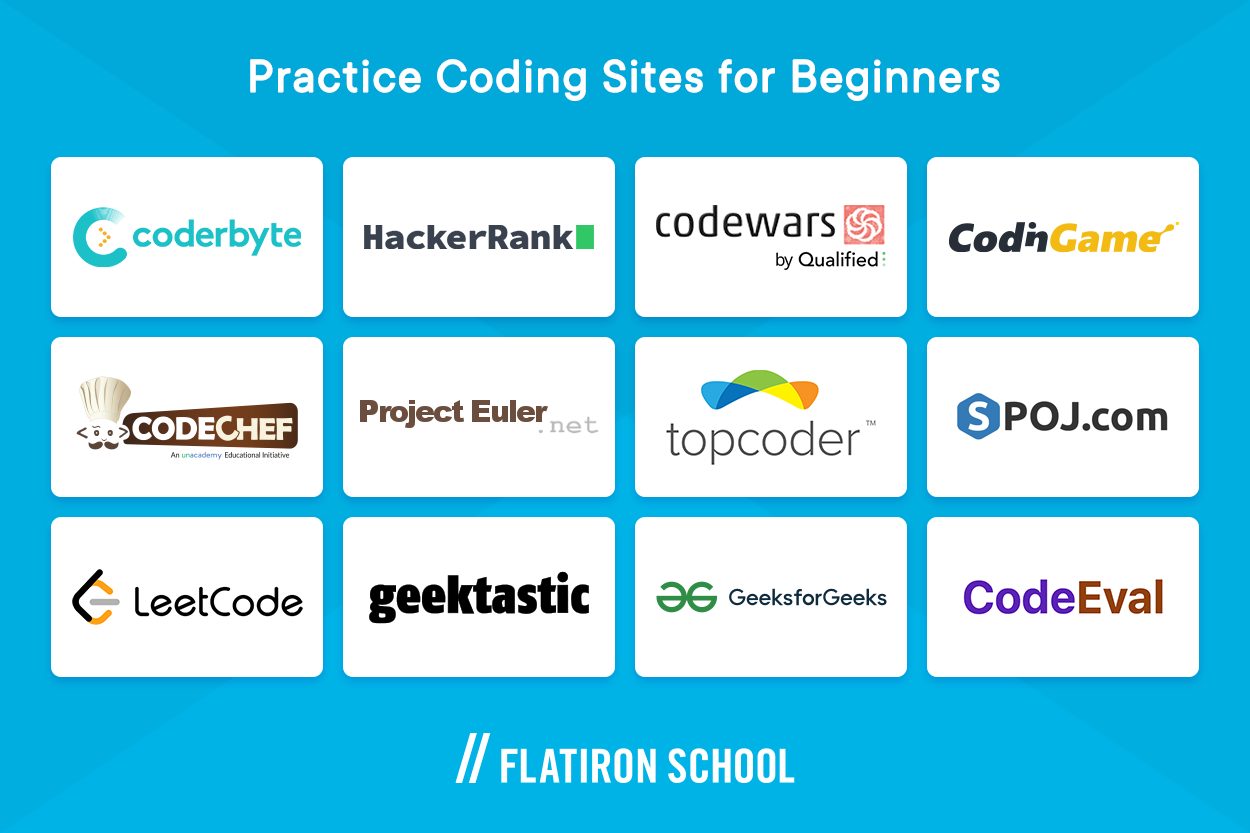 Practice Coding Sites for Beginners
coderbyte
HackerRank
codewars
by Qualified
CodinGame
CODECHEF
An unacademy Educational Initiative
Project Euler
.net
topcoder™
SPOJ.com
LeetCode
geektastic
GeeksforGeeks
CodeEval
// FLATIRON SCHOOL